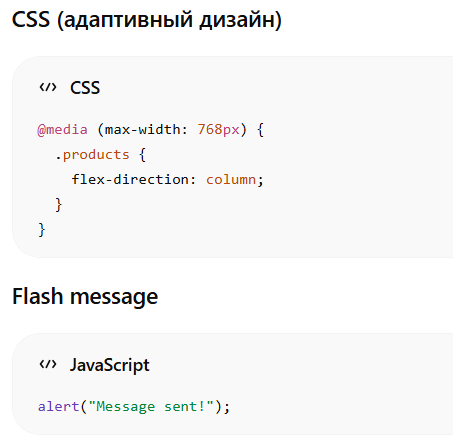 CSS (адаптивный дизайн)
</> CSS
@media (max-width: 768px) {
  .products {
    flex-direction: column;
  }
}
Flash message
</> JavaScript
alert("Message sent!");